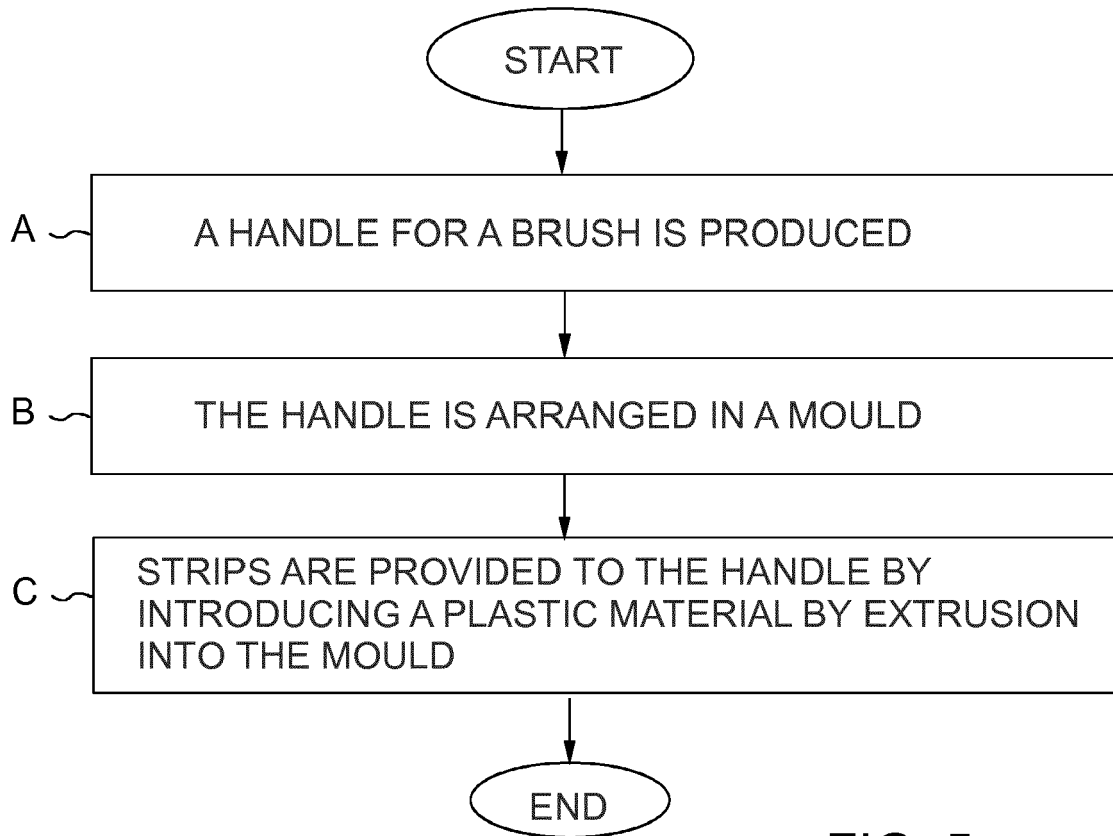 START
A
A HANDLE FOR A BRUSH IS PRODUCED
B
THE HANDLE IS ARRANGED IN A MOULD
C
STRIPS ARE PROVIDED TO THE HANDLE BY
INTRODUCING A PLASTIC MATERIAL BY EXTRUSION
INTO THE MOULD
END